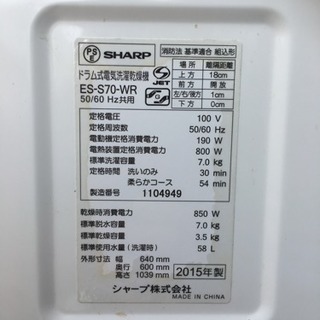 PS
E
SHARP
消防法 基準適合 組込形
ドラム式電気洗濯乾燥機
ES-S70-WR
50/60 Hz共用
S-JET
場所 離隔距離
上方 18cm
前方 開放
左/右/後方 1cm
下方 0cm
定格電圧 100 V
定格周波数 50/60 Hz
電動機定格消費電力 190 W
電熱装置定格消費電力 800 W
標準洗濯容量 7.0 kg
定格時間 洗いのみ 30 min
柔らかコース 54 min
製造番号 1104949
乾燥時消費電力 850 W
標準脱水容量 7.0 kg
標準乾燥容量 3.5 kg
標準使用水量(洗濯時) 58 L
外形寸法 幅 640 mm
奥行 600 mm
高さ 1039 mm
2015年製
シャープ株式会社
MADE IN CHINA